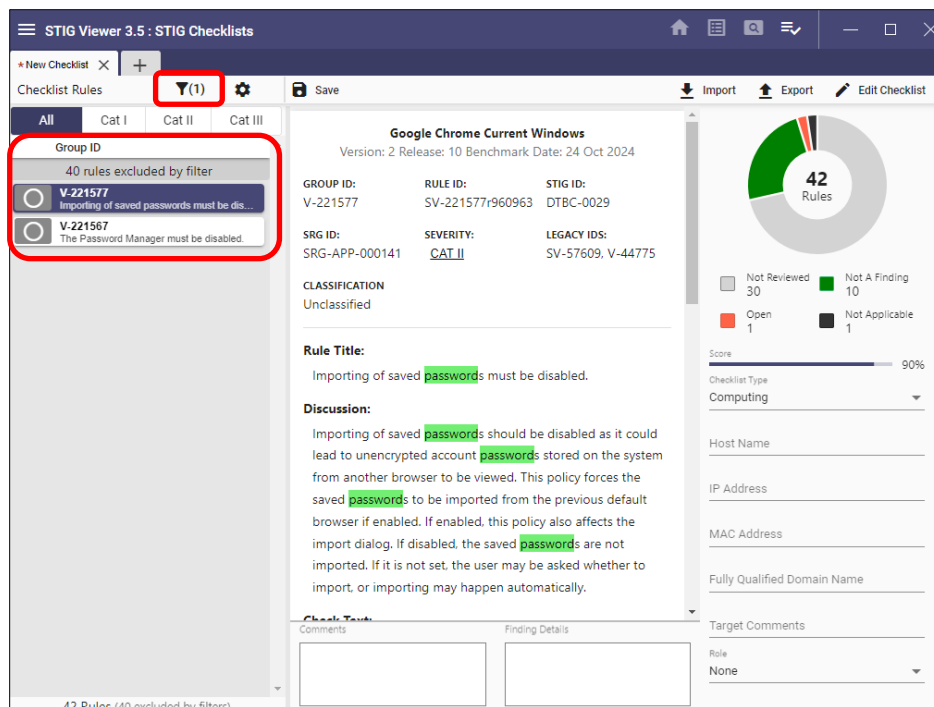 STIG Viewer 3.5 : STIG Checklists
* New Checklist
Checklist Rules
(1)
Save
Import
Export
Edit Checklist
All
Cat I
Cat II
Cat III
Group ID
40 rules excluded by filter
V-221577
Importing of saved passwords must be dis...
V-221567
The Password Manager must be disabled.
42 Rules (40 excluded by filters)
Google Chrome Current Windows
Version: 2 Release: 10 Benchmark Date: 24 Oct 2024
GROUP ID: RULE ID: STIG ID:
V-221577 SV-221577r960963 DTBC-0029
SRG ID: SEVERITY: LEGACY IDS:
SRG-APP-000141 CAT II SV-57609, V-44775
CLASSIFICATION
Unclassified
Rule Title:
Importing of saved passwords must be disabled.
Discussion:
Importing of saved passwords should be disabled as it could
lead to unencrypted account passwords stored on the system
from another browser to be viewed. This policy forces the
saved passwords to be imported from the previous default
browser if enabled. If enabled, this policy also affects the
import dialog. If disabled, the saved passwords are not
imported. If it is not set, the user may be asked whether to
import, or importing may happen automatically.
Check Text:
Comments
Finding Details
42
Rules
Not Reviewed
30
Not A Finding
10
Open
1
Not Applicable
1
Score
90%
Checklist Type
Computing
Host Name
IP Address
MAC Address
Fully Qualified Domain Name
Target Comments
Role
None